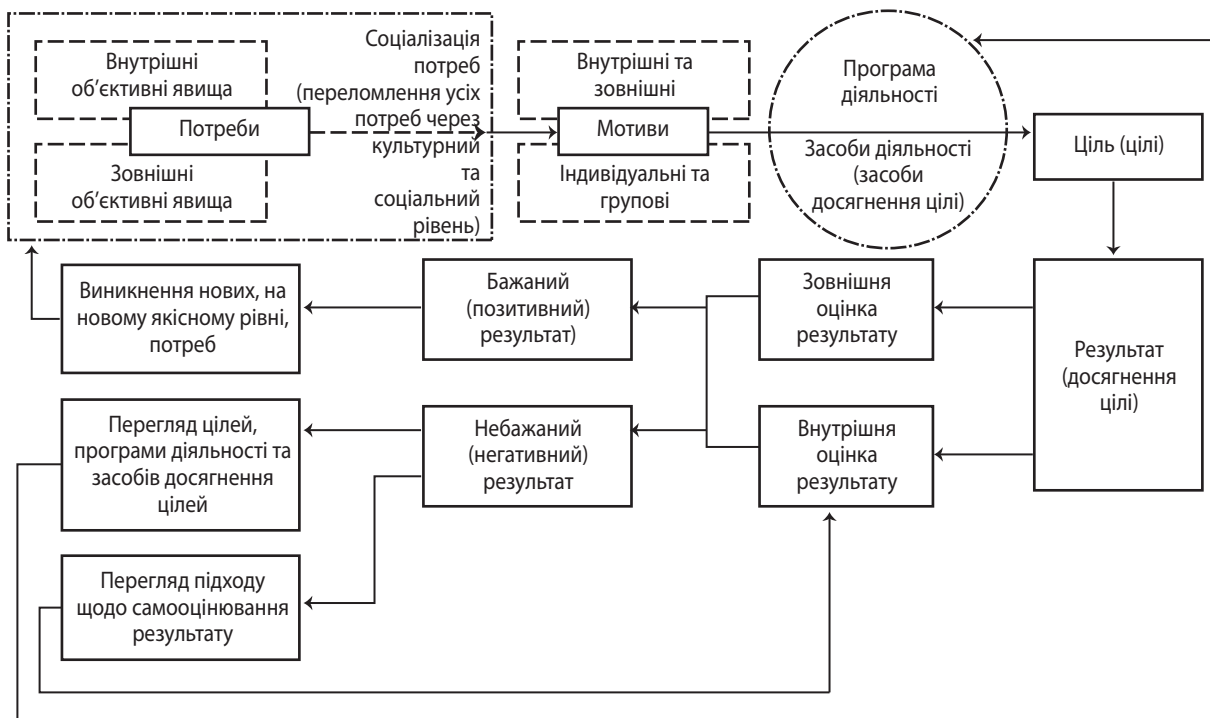 Внутрішні
об’єктивні явища
Потреби
Зовнішні
об’єктивні явища
Соціалізація
потреб
(переломлення усіх
потреб через
культурний
та
соціальний
рівень)
Внутрішні та
зовнішні
Мотиви
Індивідуальні та
групові
Програма
діяльності
Засоби діяльності
(засоби
досягнення цілі)
Ціль (цілі)
Виникнення нових, на
новому якісному рівні,
потреб
Бажаний
(позитивний)
результат)
Зовнішня
оцінка
результату
Результат
(досягнення
цілі)
Перегляд цілей,
програми діяльності та
засобів досягнення
цілей
Небажаний
(негативний)
результат
Внутрішня
оцінка
результату
Перегляд підходу
щодо самооцінювання
результату